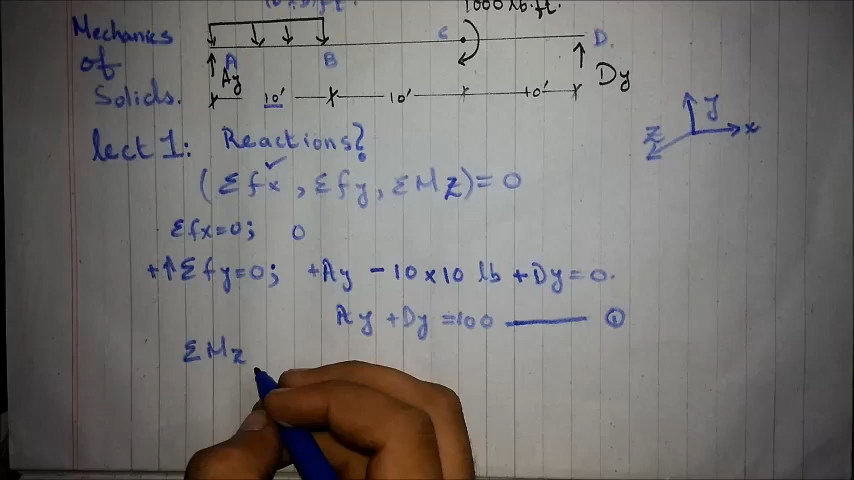 1000 lb.ft.
Mechanics
of
Solids.
A B C D.
Ay Dy
10' 10' 10'
y
x
z
lect 1: Reactions?
(Σfx, Σfy, ΣMz) = 0
Σfx=0; 0
+↑Σfy=0; +Ay - 10×10 lb + Dy = 0.
Ay + Dy = 100 ①
ΣMz